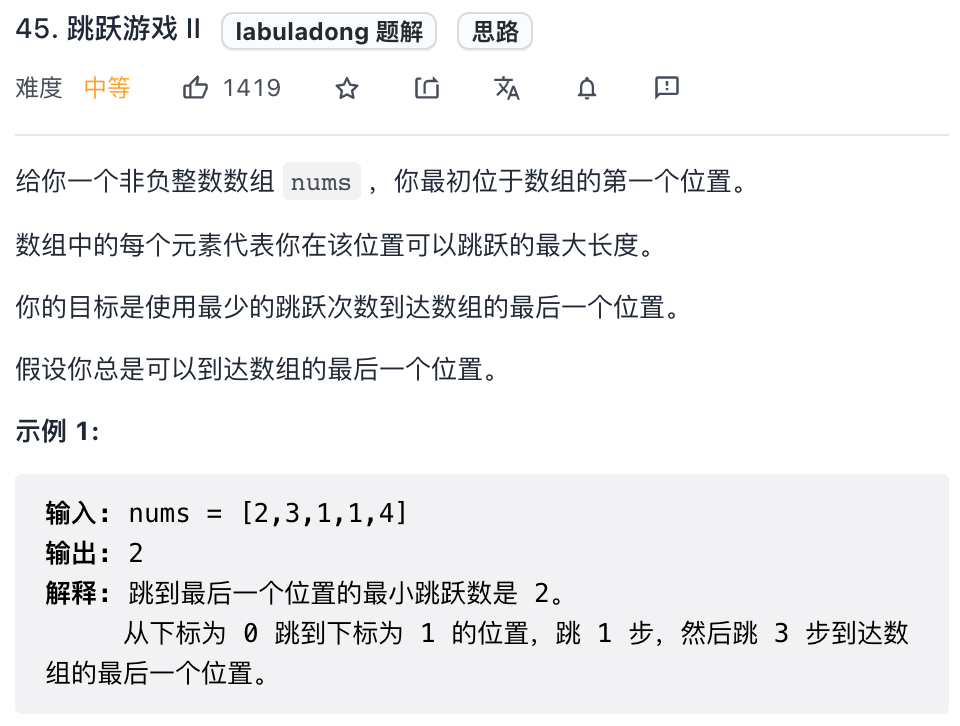 45. 跳跃游戏 II labuladong 题解 思路
难度 中等 1419
给你一个非负整数数组 nums ，你最初位于数组的第一个位置。
数组中的每个元素代表你在该位置可以跳跃的最大长度。
你的目标是使用最少的跳跃次数到达数组的最后一个位置。
假设你总是可以到达数组的最后一个位置。
示例 1:
输入: nums = [2,3,1,1,4]
输出: 2
解释: 跳到最后一个位置的最小跳跃数是 2。
从下标为 0 跳到下标为 1 的位置，跳 1 步，然后跳 3 步到达数
组的最后一个位置。